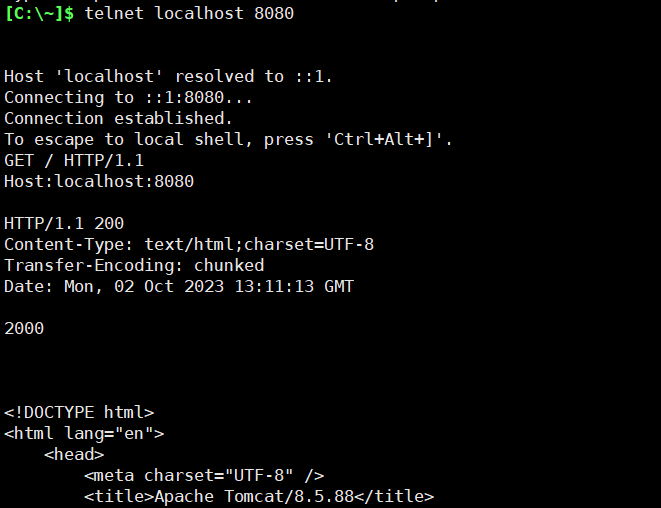 [C:\~]$ telnet localhost 8080
Host 'localhost' resolved to ::1.
Connecting to ::1:8080...
Connection established.
To escape to local shell, press 'Ctrl+Alt+]'.
GET / HTTP/1.1
Host:localhost:8080
HTTP/1.1 200
Content-Type: text/html;charset=UTF-8
Transfer-Encoding: chunked
Date: Mon, 02 Oct 2023 13:11:13 GMT
2000
<!DOCTYPE html>
<html lang="en">
    <head>
        <meta charset="UTF-8" />
        <title>Apache Tomcat/8.5.88</title>